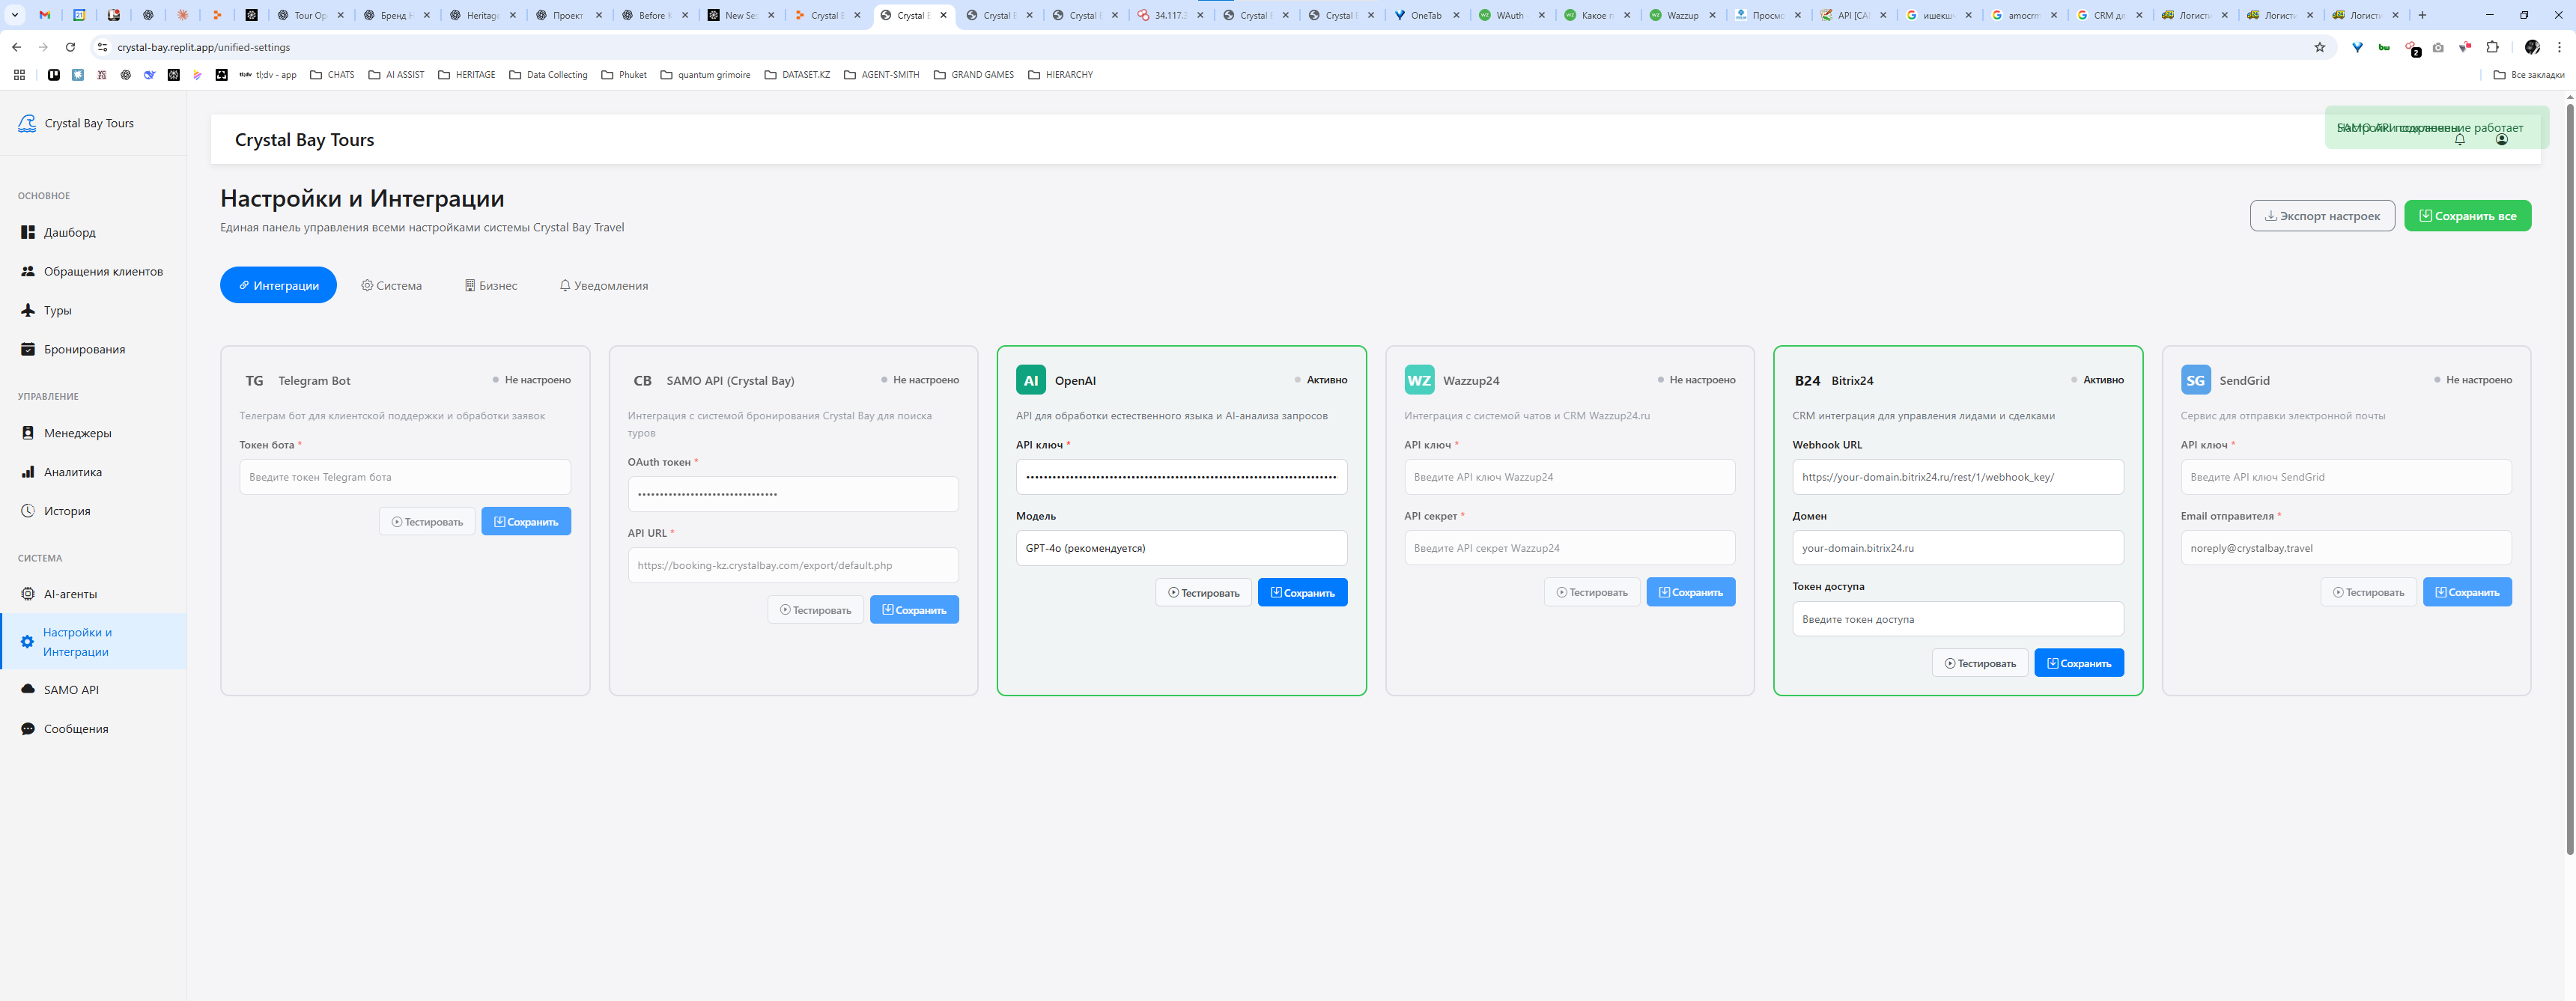 Tour Op
Бренд Н
Heritage
Проект
Before К
New Ses
Crystal B
Crystal B
Crystal B
Crystal B
34.117.3
Crystal
Crystal
OneTab
WAuth
Какое п
Wazzup
Просмо
API [CAI
ишекш
amocrm
CRM дл
Логисти
Логисти
Логисти
crystal-bay.replit.app/unified-settings
tl;dv - app
CHATS
AI ASSIST
HERITAGE
Data Collecting
Phuket
quantum grimoire
DATASET.KZ
AGENT-SMITH
GRAND GAMES
HIERARCHY
Все закладки
Crystal Bay Tours
ОСНОВНОЕ
Дашборд
Обращения клиентов
Туры
Бронирования
УПРАВЛЕНИЕ
Менеджеры
Аналитика
История
СИСТЕМА
AI-агенты
Настройки и
Интеграции
SAMO API
Сообщения
Crystal Bay Tours
SAMO API подключение работает
Настройки и Интеграции
Единая панель управления всеми настройками системы Crystal Bay Travel
Экспорт настроек
Сохранить все
Интеграции
Система
Бизнес
Уведомления
TG Telegram Bot
Не настроено
Телеграм бот для клиентской поддержки и обработки заявок
Токен бота *
Введите токен Telegram бота
Тестировать
Сохранить
CB SAMO API (Crystal Bay)
Не настроено
Интеграция с системой бронирования Crystal Bay для поиска
туров
OAuth токен *
API URL *
https://booking-kz.crystalbay.com/export/default.php
Тестировать
Сохранить
AI OpenAI
Активно
API для обработки естественного языка и AI-анализа запросов
API ключ *
Модель
GPT-4o (рекомендуется)
Тестировать
Сохранить
WZ Wazzup24
Не настроено
Интеграция с системой чатов и CRM Wazzup24.ru
API ключ *
Введите API ключ Wazzup24
API секрет *
Введите API секрет Wazzup24
Тестировать
Сохранить
B24 Bitrix24
Активно
CRM интеграция для управления лидами и сделками
Webhook URL
https://your-domain.bitrix24.ru/rest/1/webhook_key/
Домен
your-domain.bitrix24.ru
Токен доступа
Введите токен доступа
Тестировать
Сохранить
SG SendGrid
Не настроено
Сервис для отправки электронной почты
API ключ *
Введите API ключ SendGrid
Email отправителя *
noreply@crystalbay.travel
Тестировать
Сохранить